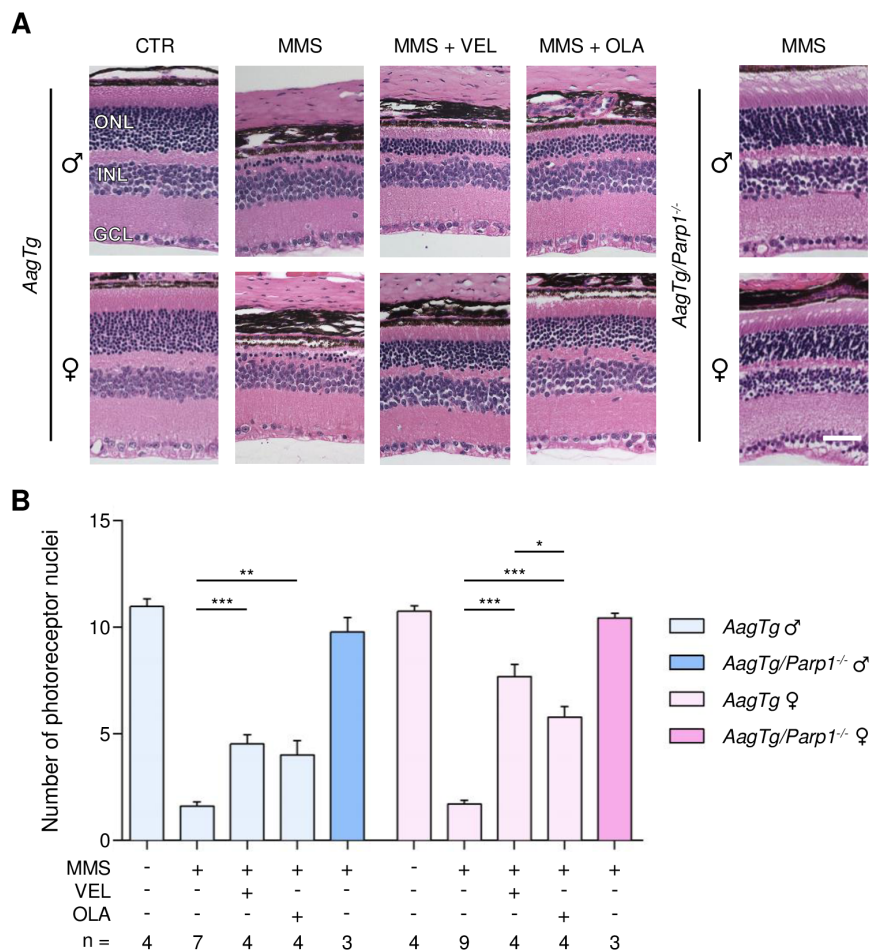 A
CTR MMS MMS + VEL MMS + OLA MMS
ONL
♂ ♂
INL
GCL
AagTg
AagTg/Parp1-/-
♀ ♀
B
Number of photoreceptor nuclei
15
10
5
0
** ***
*** ***
*
AagTg ♂
AagTg/Parp1-/- ♂
AagTg ♀
AagTg/Parp1-/- ♀
MMS - + + + + - + + + +
VEL - - + - - - - + - -
OLA - - - + - - - - + -
n = 4 7 4 4 3 4 9 4 4 3